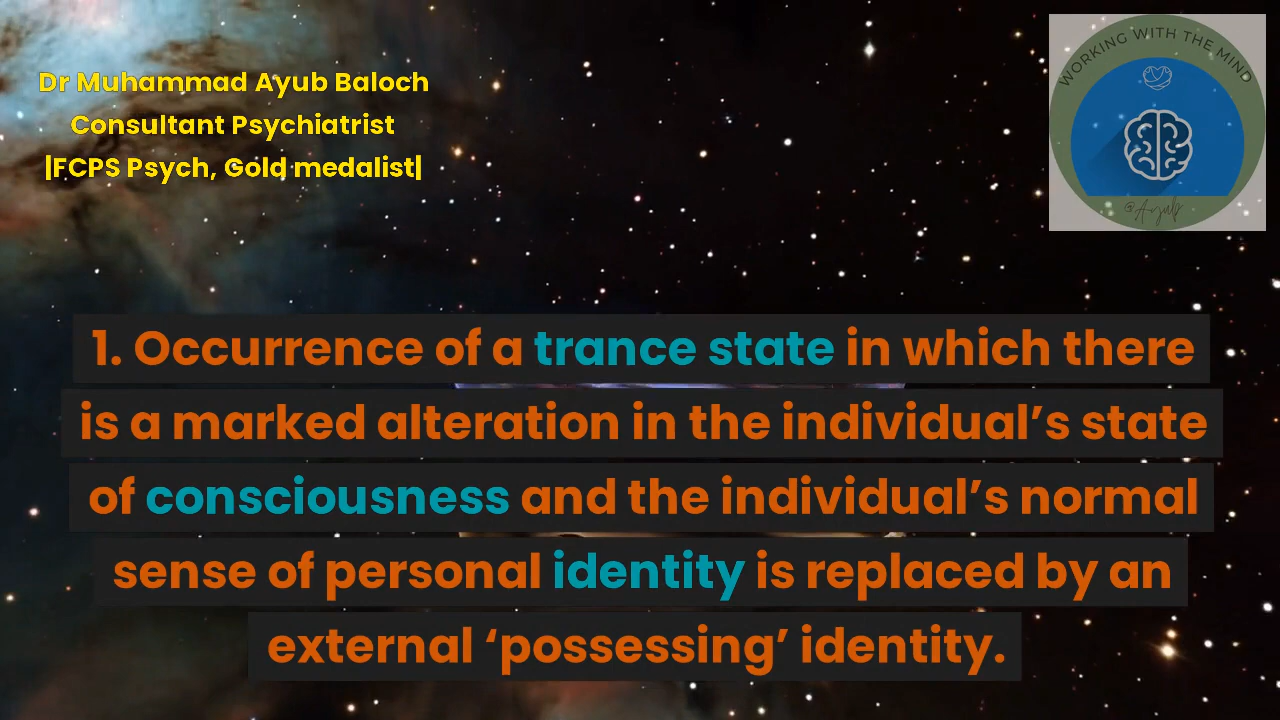 Dr Muhammad Ayub Baloch
Consultant Psychiatrist
|FCPS Psych, Gold medalist|
WORKING WITH THE MIND
@Ayub
1. Occurrence of a trance state in which there
is a marked alteration in the individual’s state
of consciousness and the individual’s normal
sense of personal identity is replaced by an
external ‘possessing’ identity.